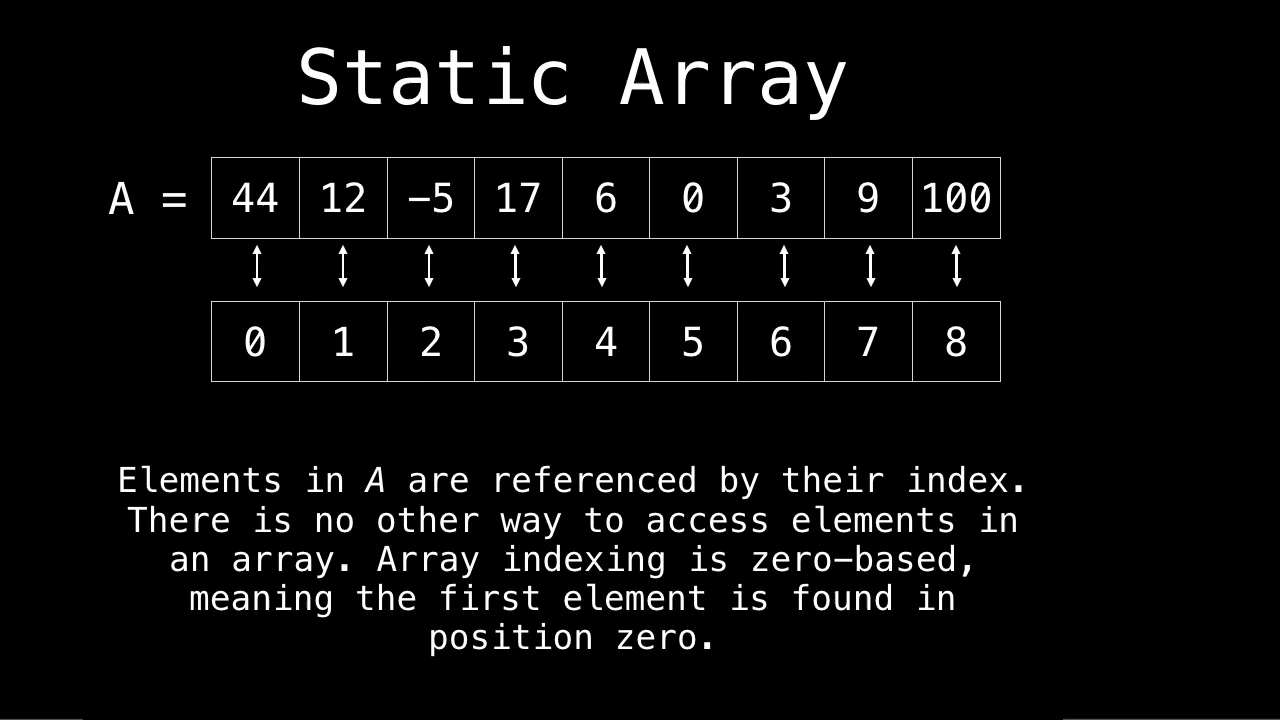 Static Array
A = 44 12 −5 17 6 0 3 9 100
0 1 2 3 4 5 6 7 8
Elements in A are referenced by their index.
There is no other way to access elements in
an array. Array indexing is zero−based,
meaning the first element is found in
position zero.